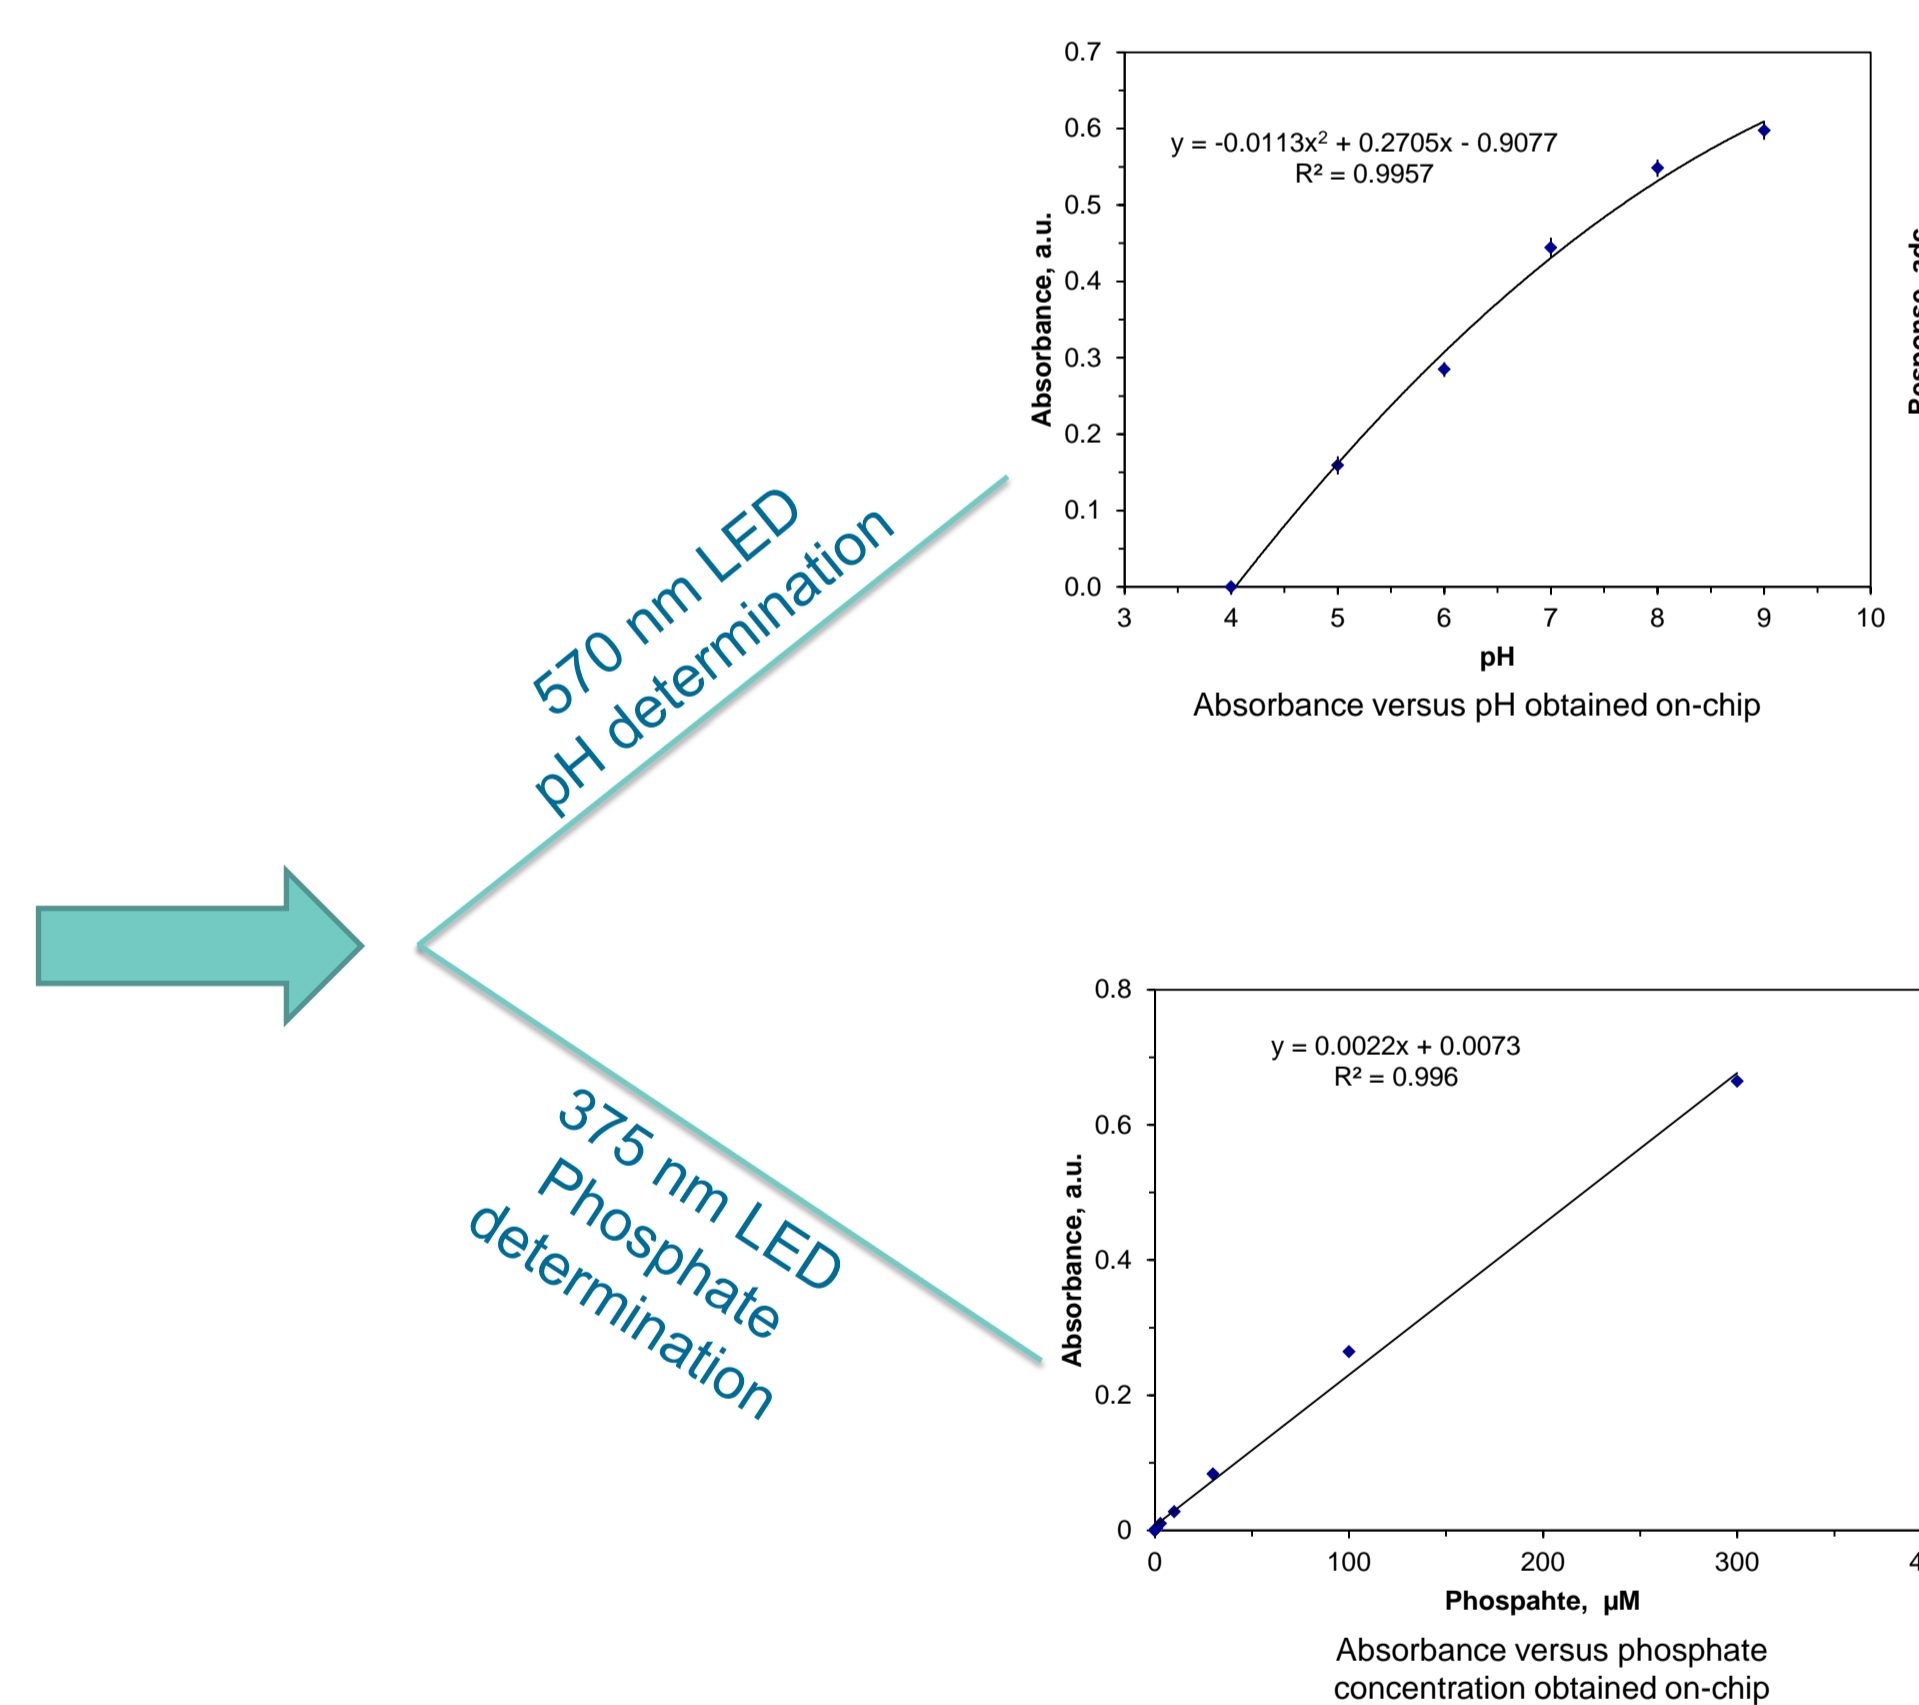 0.7
0.6
0.5
0.4
0.3
0.2
0.1
0.0
Absorbance, a.u.
y = -0.0113x² + 0.2705x - 0.9077
R² = 0.9957
3 4 5 6 7 8 9 10
pH
Absorbance versus pH obtained on-chip
570 nm LED
pH determination
375 nm LED
Phosphate
determination
0.8
0.6
0.4
0.2
0
Absorbance, a.u.
y = 0.0022x + 0.0073
R² = 0.996
0 100 200 300
Phospahte, µM
Absorbance versus phosphate
concentration obtained on-chip